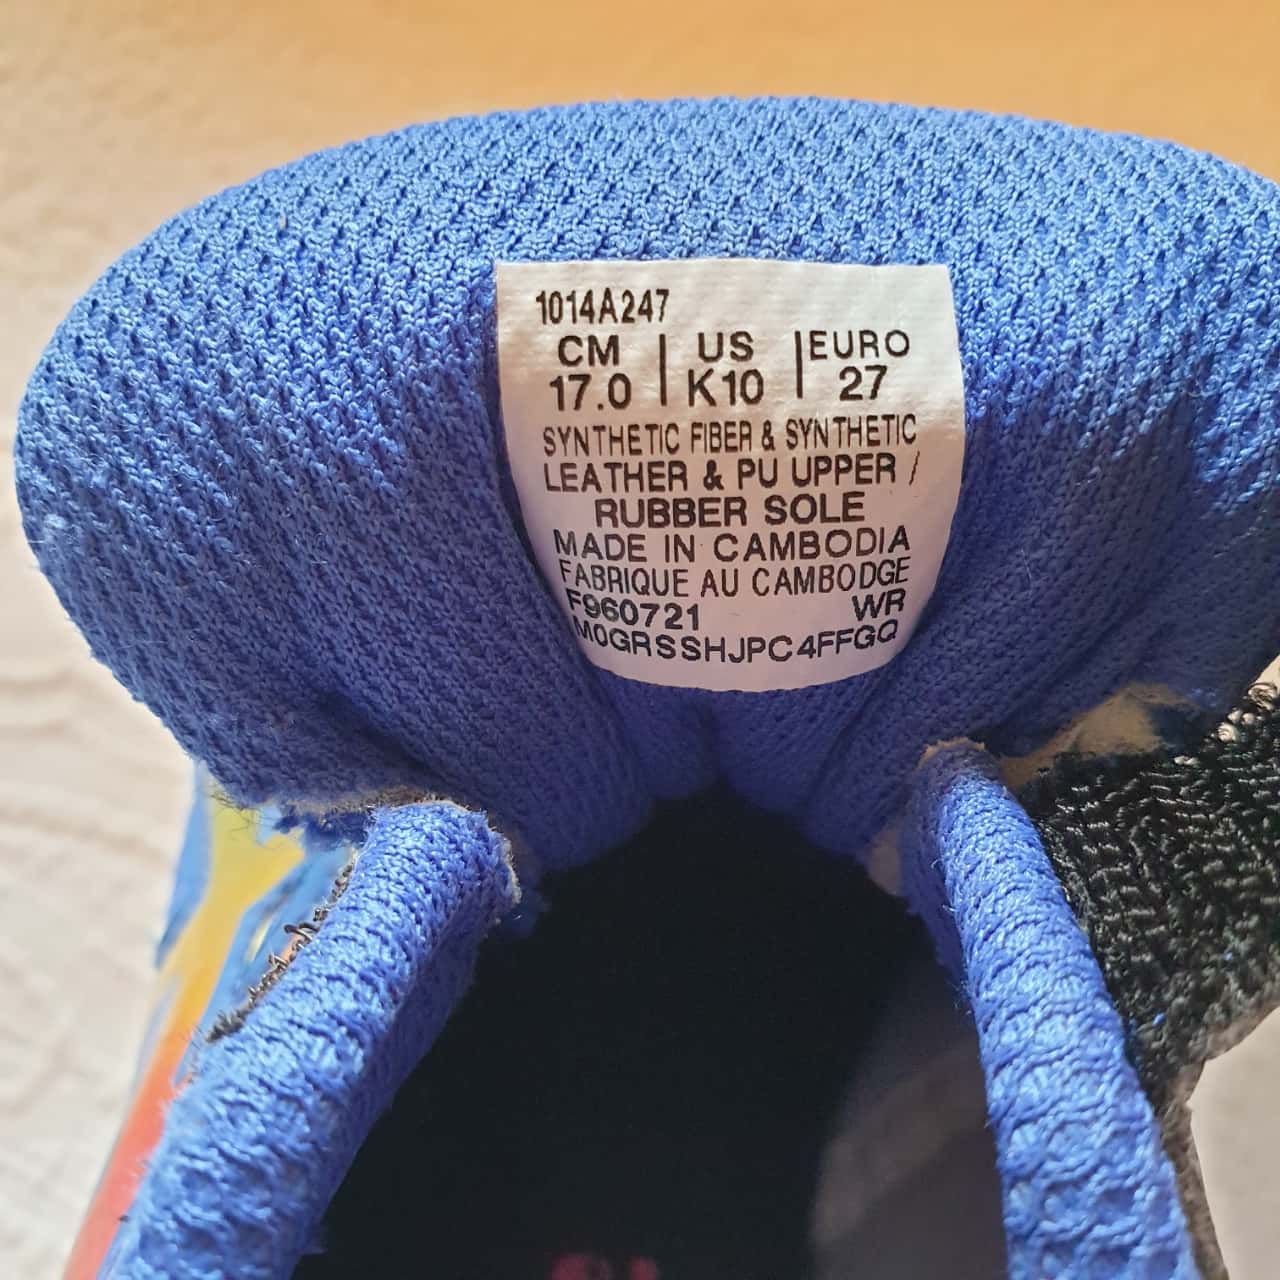 1014A247
CM | US | EURO
17.0 | K10 | 27
SYNTHETIC FIBER & SYNTHETIC
LEATHER & PU UPPER /
RUBBER SOLE
MADE IN CAMBODIA
FABRIQUE AU CAMBODGE
F960721 WR
M0GRSSHJPC4FFGQ